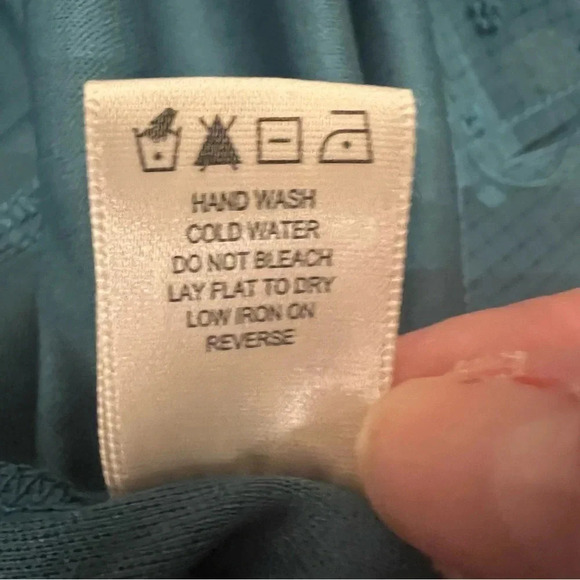 HAND WASH
COLD WATER
DO NOT BLEACH
LAY FLAT TO DRY
LOW IRON ON
REVERSE